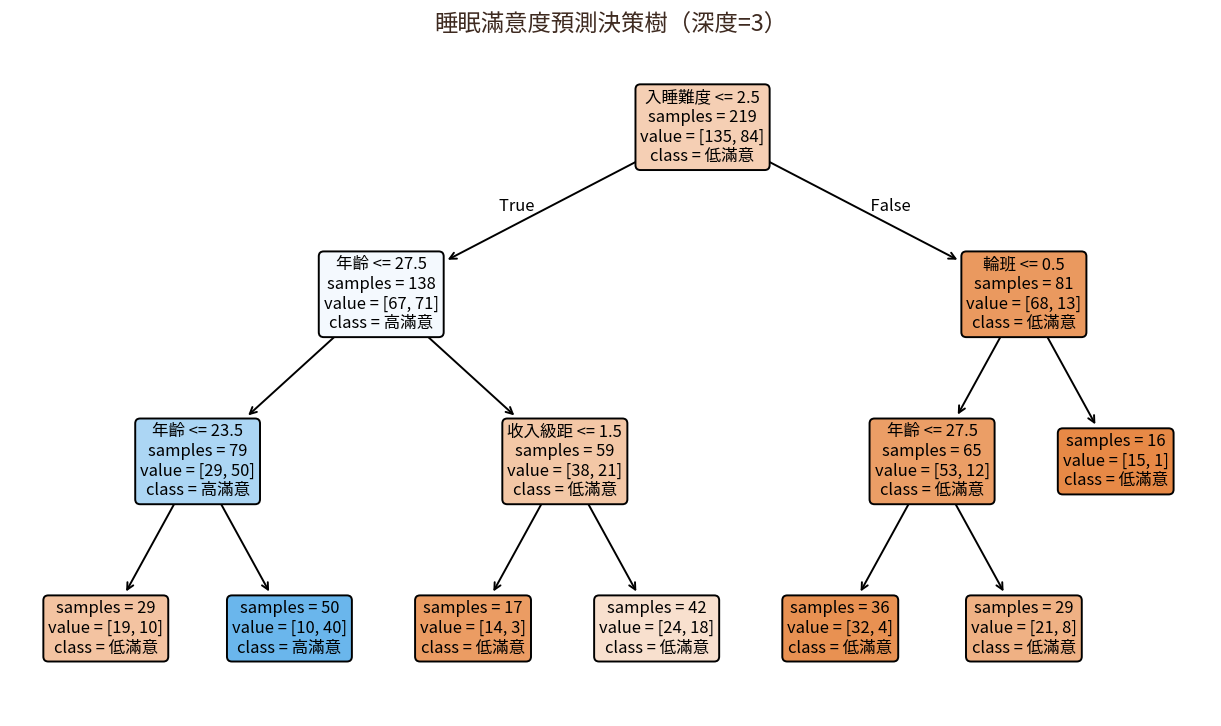 睡眠滿意度預測決策樹（深度=3）
入睡難度 <= 2.5
samples = 219
value = [135, 84]
class = 低滿意
True
False
年齡 <= 27.5
samples = 138
value = [67, 71]
class = 高滿意
輪班 <= 0.5
samples = 81
value = [68, 13]
class = 低滿意
年齡 <= 23.5
samples = 79
value = [29, 50]
class = 高滿意
收入級距 <= 1.5
samples = 59
value = [38, 21]
class = 低滿意
年齡 <= 27.5
samples = 65
value = [53, 12]
class = 低滿意
samples = 16
value = [15, 1]
class = 低滿意
samples = 29
value = [19, 10]
class = 低滿意
samples = 50
value = [10, 40]
class = 高滿意
samples = 17
value = [14, 3]
class = 低滿意
samples = 42
value = [24, 18]
class = 低滿意
samples = 36
value = [32, 4]
class = 低滿意
samples = 29
value = [21, 8]
class = 低滿意